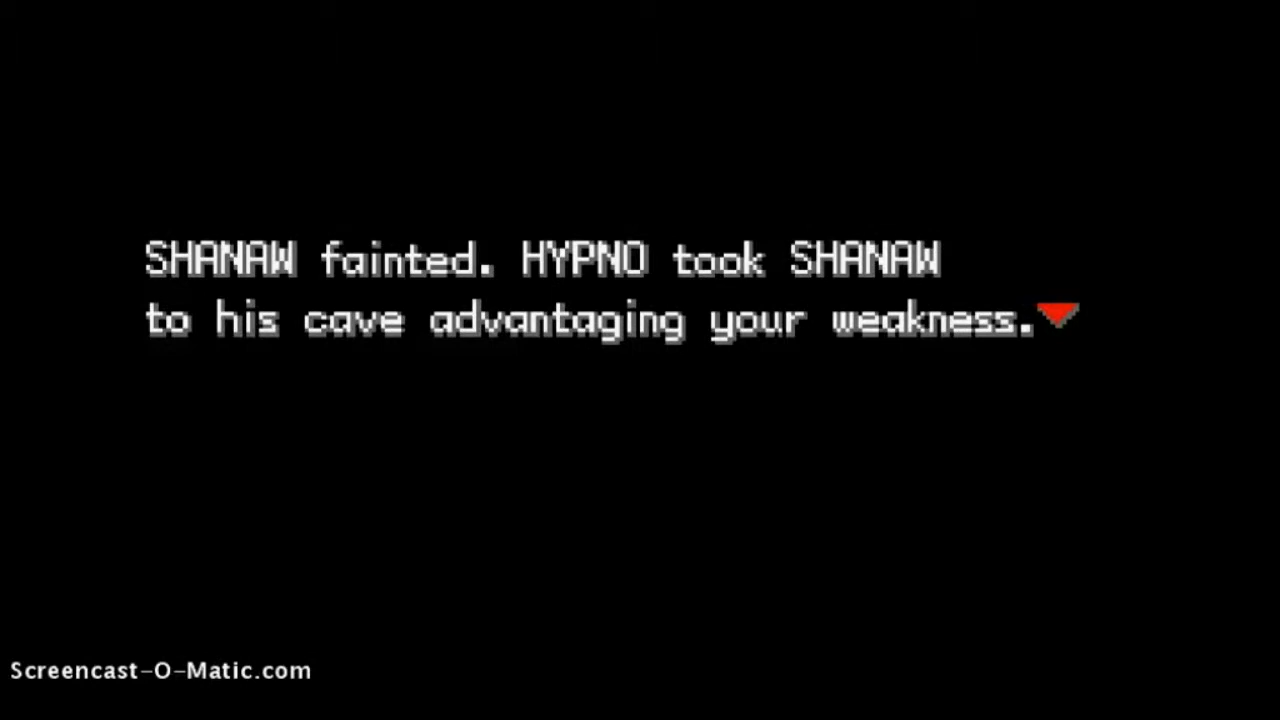 SHANAW fainted. HYPNO took SHANAW
to his cave advantaging your weakness.
Screencast-O-Matic.com